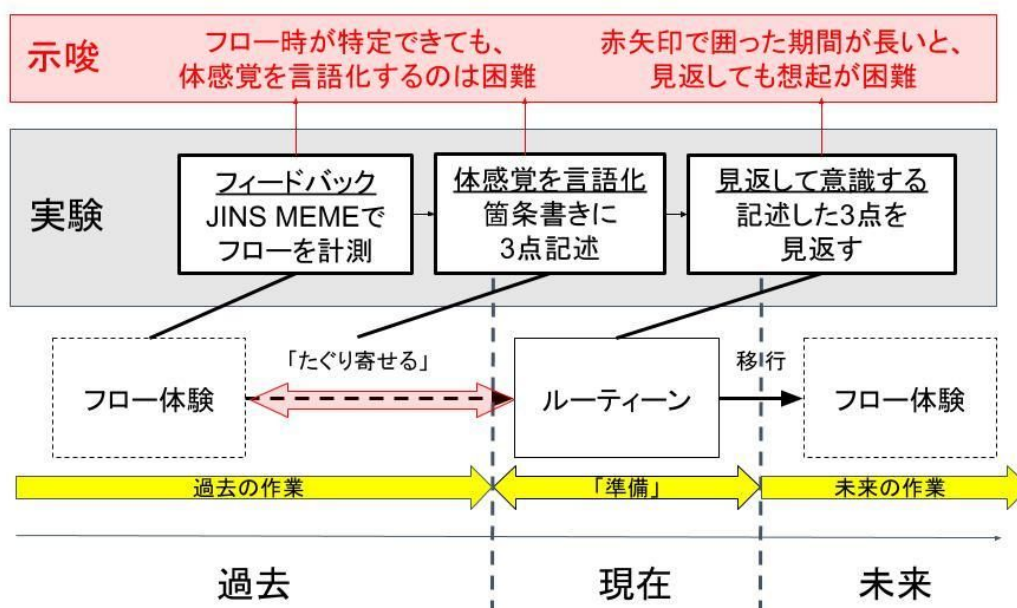 示唆
フロー時が特定できても、
体感覚を言語化するのは困難
赤矢印で囲った期間が長いと、
見返しても想起が困難
実験
フィードバック
JINS MEMEで
フローを計測
体感覚を言語化
箇条書きに
3点記述
見返して意識する
記述した3点を
見返す
フロー体験
「たぐり寄せる」
ルーティーン
移行
フロー体験
過去の作業
「準備」
未来の作業
過去
現在
未来